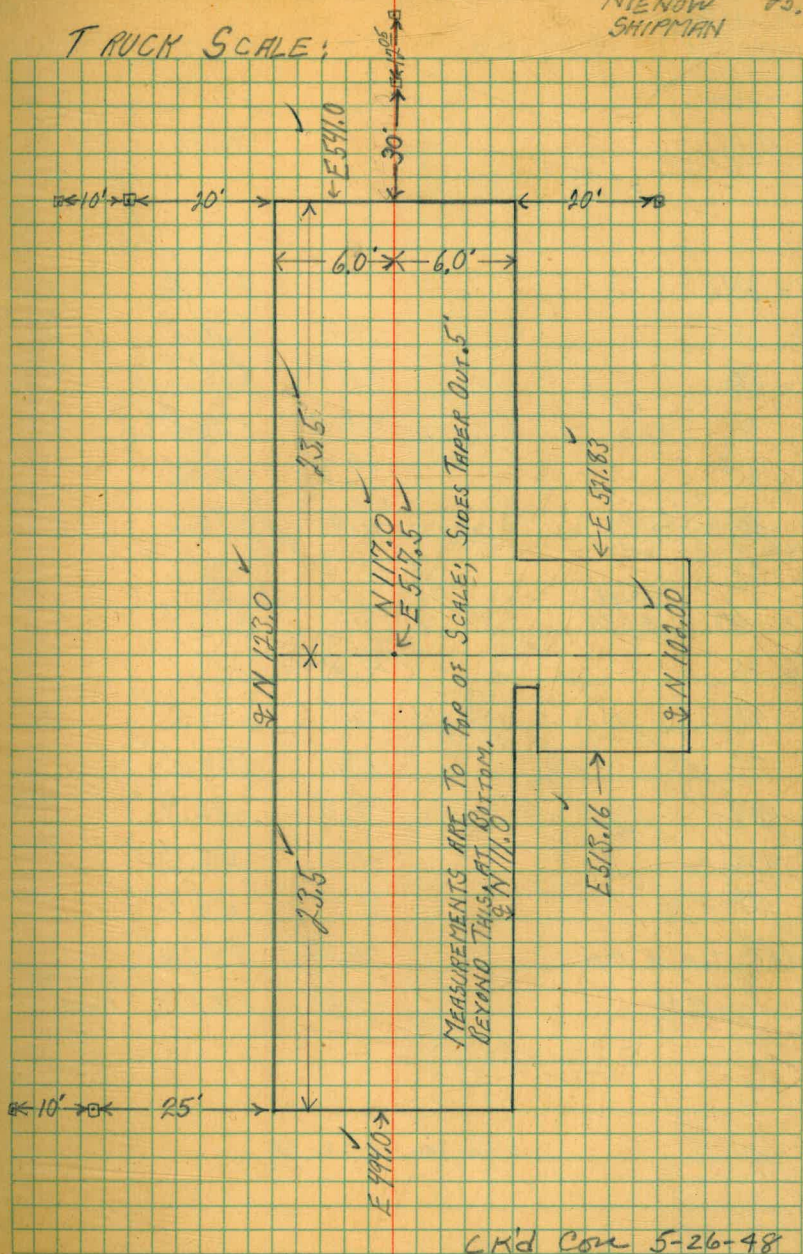 NIENOW
SHIPMAN
TRUCK SCALE:
30'
E 541.0
10'
20'
20'
6.0'
6.0'
23.5'
E 521.83
N 117.0
E 517.5
N 123.0
N 102.00
MEASUREMENTS ARE TO TOP OF SCALE; SIDES TAPER OUT .5'
BEYOND THIS AT BOTTOM.
N 111.0
E 513.16
23.5'
10'
25'
E 494.0
CK'd 5-26-48